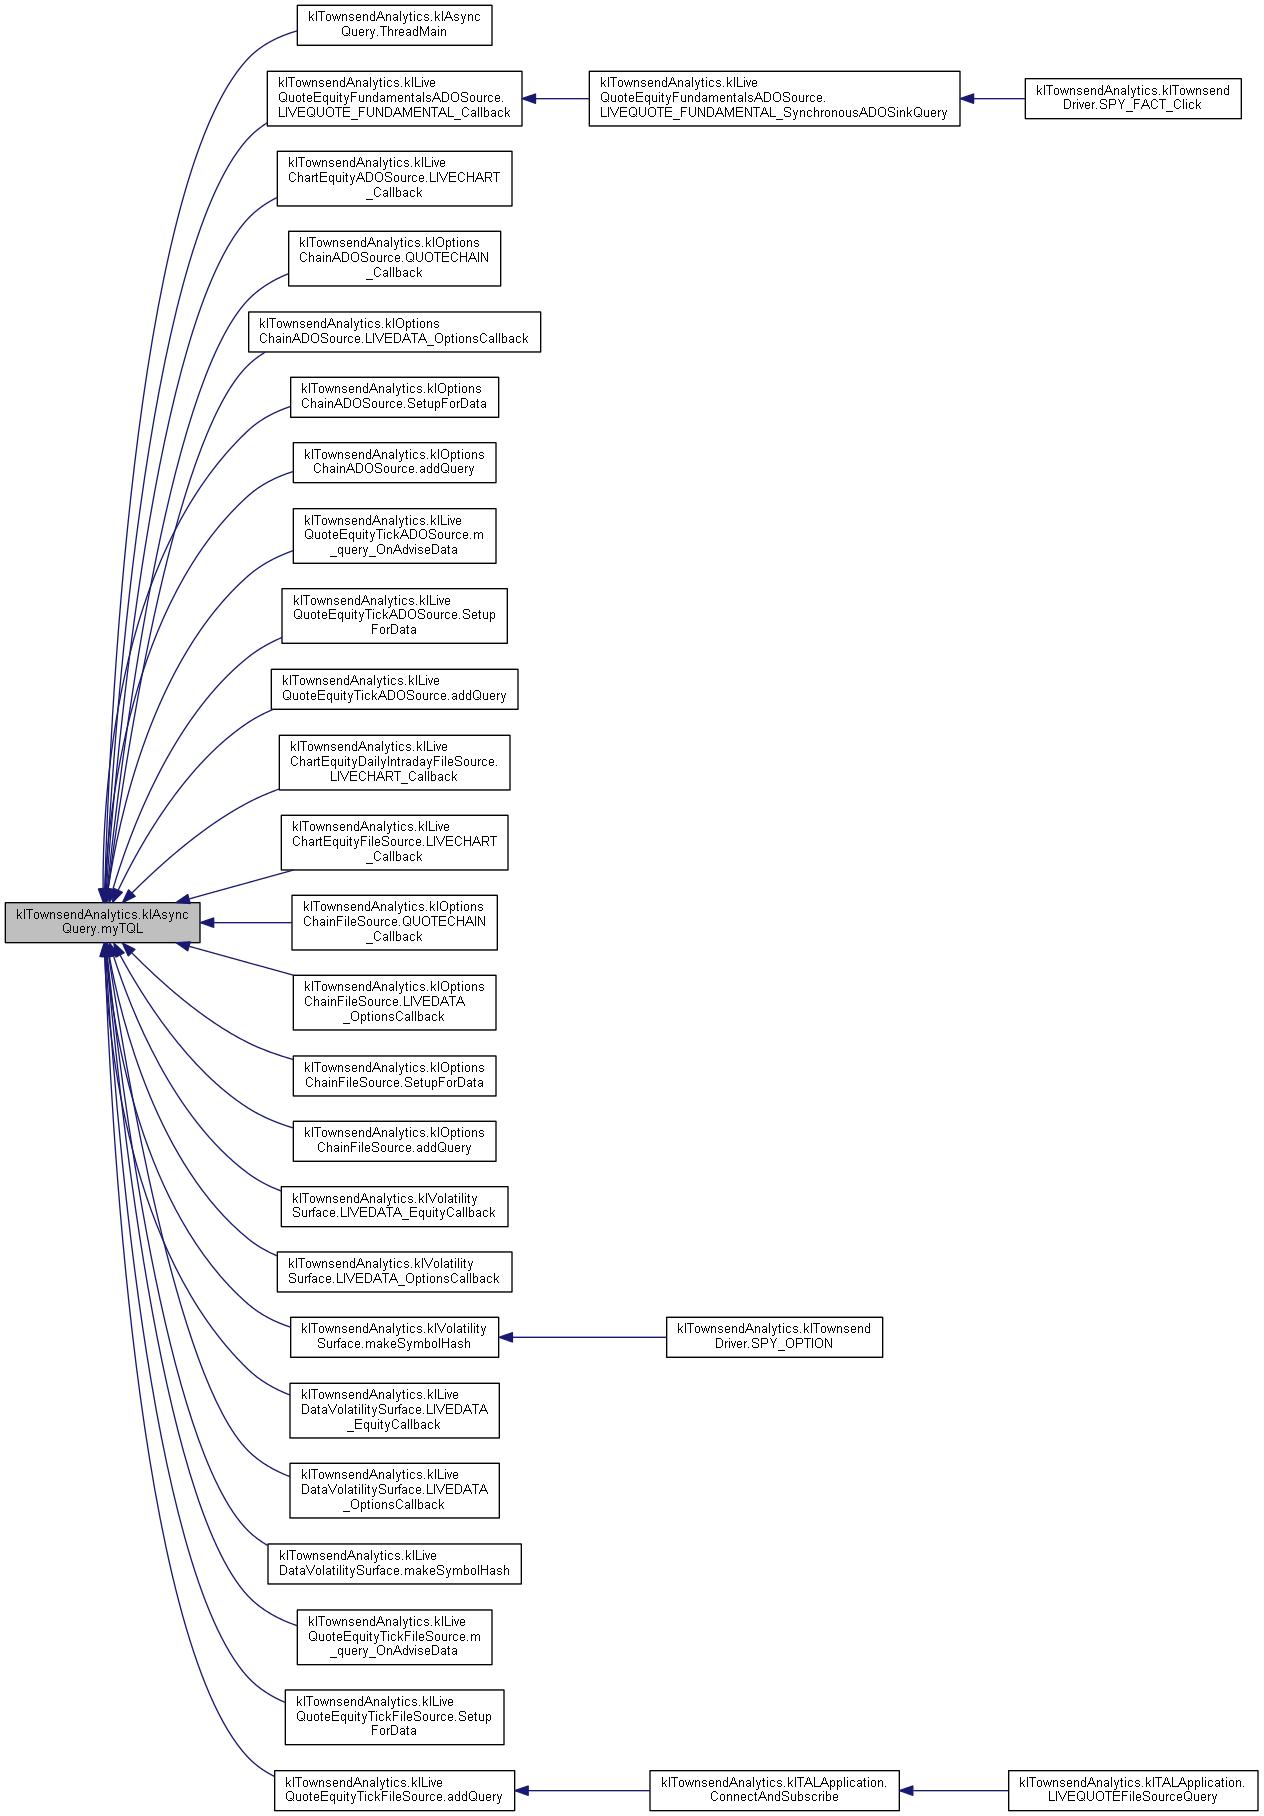 klTownsendAnalytics.klAsync
Query.ThreadMain
klTownsendAnalytics.klLive
QuoteEquityFundamentalsADOSource.
LIVEQUOTE_FUNDAMENTAL_Callback
klTownsendAnalytics.klLive
QuoteEquityFundamentalsADOSource.
LIVEQUOTE_FUNDAMENTAL_SynchronousADOSinkQuery
klTownsendAnalytics.klTownsend
Driver.SPY_FACT_Click
klTownsendAnalytics.klLive
ChartEquityADOSource.LIVECHART
_Callback
klTownsendAnalytics.klOptions
ChainADOSource.QUOTECHAIN
_Callback
klTownsendAnalytics.klOptions
ChainADOSource.LIVEDATA_OptionsCallback
klTownsendAnalytics.klOptions
ChainADOSource.SetupForData
klTownsendAnalytics.klOptions
ChainADOSource.addQuery
klTownsendAnalytics.klLive
QuoteEquityTickADOSource.m
_query_OnAdviseData
klTownsendAnalytics.klLive
QuoteEquityTickADOSource.Setup
ForData
klTownsendAnalytics.klLive
QuoteEquityTickADOSource.addQuery
klTownsendAnalytics.klLive
ChartEquityDailyIntradayFileSource.
LIVECHART_Callback
klTownsendAnalytics.klLive
ChartEquityFileSource.LIVECHART
_Callback
klTownsendAnalytics.klAsync
Query.myTQL
klTownsendAnalytics.klOptions
ChainFileSource.QUOTECHAIN
_Callback
klTownsendAnalytics.klOptions
ChainFileSource.LIVEDATA
_OptionsCallback
klTownsendAnalytics.klOptions
ChainFileSource.SetupForData
klTownsendAnalytics.klOptions
ChainFileSource.addQuery
klTownsendAnalytics.klVolatility
Surface.LIVEDATA_EquityCallback
klTownsendAnalytics.klVolatility
Surface.LIVEDATA_OptionsCallback
klTownsendAnalytics.klVolatility
Surface.makeSymbolHash
klTownsendAnalytics.klTownsend
Driver.SPY_OPTION
klTownsendAnalytics.klLive
DataVolatilitySurface.LIVEDATA
_EquityCallback
klTownsendAnalytics.klLive
DataVolatilitySurface.LIVEDATA
_OptionsCallback
klTownsendAnalytics.klLive
DataVolatilitySurface.makeSymbolHash
klTownsendAnalytics.klLive
QuoteEquityTickFileSource.m
_query_OnAdviseData
klTownsendAnalytics.klLive
QuoteEquityTickFileSource.Setup
ForData
klTownsendAnalytics.klLive
QuoteEquityTickFileSource.addQuery
klTownsendAnalytics.klTALApplication.
ConnectAndSubscribe
klTownsendAnalytics.klTALApplication.
LIVEQUOTEFileSourceQuery